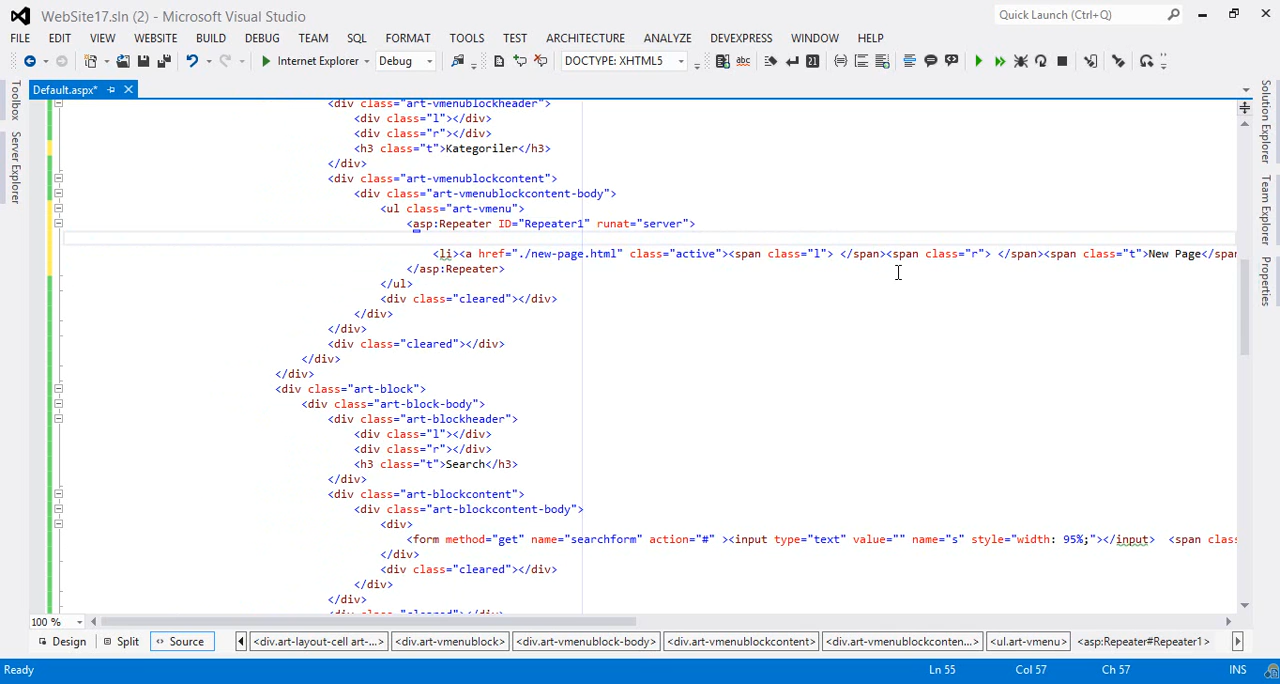 WebSite17.sln (2) - Microsoft Visual Studio
Quick Launch (Ctrl+Q)
FILE EDIT VIEW WEBSITE BUILD DEBUG TEAM SQL FORMAT TOOLS TEST ARCHITECTURE ANALYZE DEVEXPRESS WINDOW HELP
Internet Explorer Debug DOCTYPE: XHTML5
Default.aspx*
Toolbox
Server Explorer
Solution Explorer
Team Explorer
Properties
<div class="art-vmenublockheader">
<div class="l"></div>
<div class="r"></div>
<h3 class="t">Kategoriler</h3>
</div>
<div class="art-vmenublockcontent">
<div class="art-vmenublockcontent-body">
<ul class="art-vmenu">
<asp:Repeater ID="Repeater1" runat="server">
<li><a href="./new-page.html" class="active"><span class="l"> </span><span class="r"> </span><span class="t">New Page</span
</asp:Repeater>
</ul>
<div class="cleared"></div>
</div>
</div>
<div class="cleared"></div>
</div>
</div>
<div class="art-block">
<div class="art-block-body">
<div class="art-blockheader">
<div class="l"></div>
<div class="r"></div>
<h3 class="t">Search</h3>
</div>
<div class="art-blockcontent">
<div class="art-blockcontent-body">
<div>
<form method="get" name="searchform" action="#" ><input type="text" value="" name="s" style="width: 95%;"></input> <span clas
</div>
<div class="cleared"></div>
</div>
</div>
<div class="cleared"></div>
100 %
Design Split Source <div.art-layout-cell art-...> <div.art-vmenublock> <div.art-vmenublock-body> <div.art-vmenublockcontent> <div.art-vmenublockconten...> <ul.art-vmenu> <asp:Repeater#Repeater1>
Ready Ln 55 Col 57 Ch 57 INS